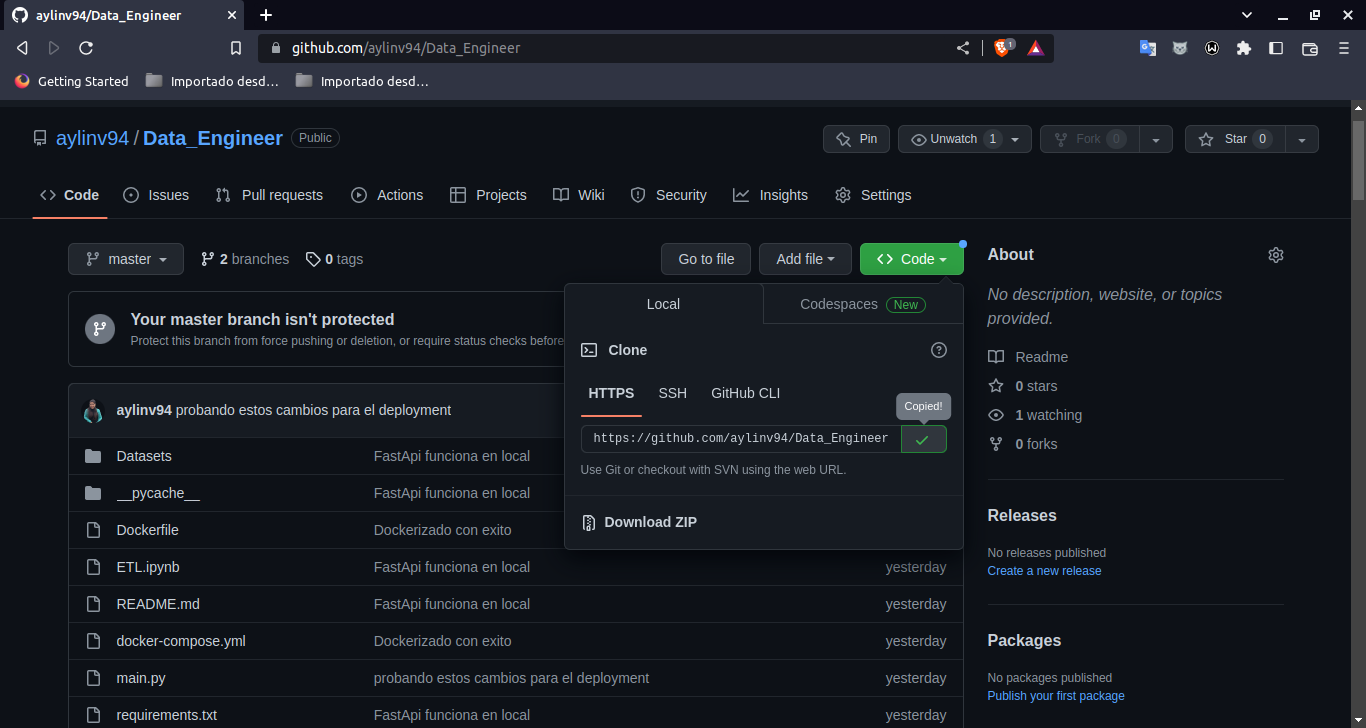 aylinv94/Data_Engineer
github.com/aylinv94/Data_Engineer
1
Getting Started
Importado desd...
Importado desd...
aylinv94 / Data_Engineer Public
Pin
Unwatch 1
Fork 0
Star 0
Code
Issues
Pull requests
Actions
Projects
Wiki
Security
Insights
Settings
master
2 branches
0 tags
Go to file
Add file
Code
Your master branch isn't protected
Protect this branch from force pushing or deletion, or require status checks before
Local
Codespaces New
Clone
HTTPS
SSH
GitHub CLI
Copied!
https://github.com/aylinv94/Data_Engineer
Use Git or checkout with SVN using the web URL.
Download ZIP
aylinv94 probando estos cambios para el deployment
Datasets FastApi funciona en local
__pycache__ FastApi funciona en local
Dockerfile Dockerizado con exito
ETL.ipynb FastApi funciona en local yesterday
README.md FastApi funciona en local yesterday
docker-compose.yml Dockerizado con exito yesterday
main.py probando estos cambios para el deployment yesterday
requirements.txt FastApi funciona en local yesterday
About
No description, website, or topics
provided.
Readme
0 stars
1 watching
0 forks
Releases
No releases published
Create a new release
Packages
No packages published
Publish your first package